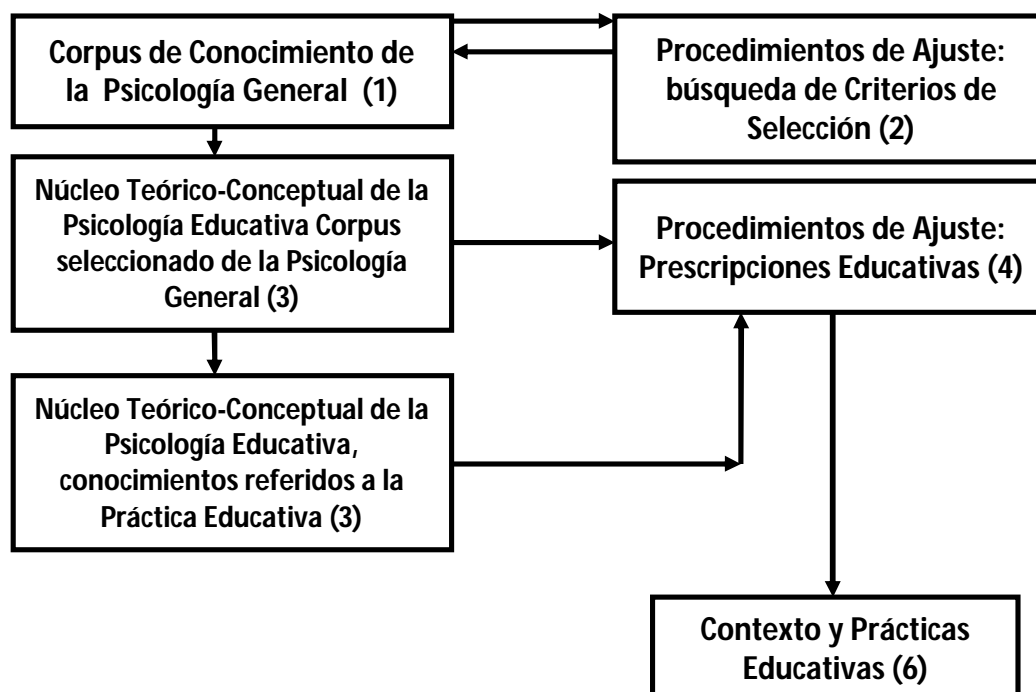 Corpus de Conocimiento de
la Psicología General (1)
Procedimientos de Ajuste:
búsqueda de Criterios de
Selección (2)
Núcleo Teórico-Conceptual de la
Psicología Educativa Corpus
seleccionado de la Psicología
General (3)
Procedimientos de Ajuste:
Prescripciones Educativas (4)
Núcleo Teórico-Conceptual de la
Psicología Educativa,
conocimientos referidos a la
Práctica Educativa (3)
Contexto y Prácticas
Educativas (6)